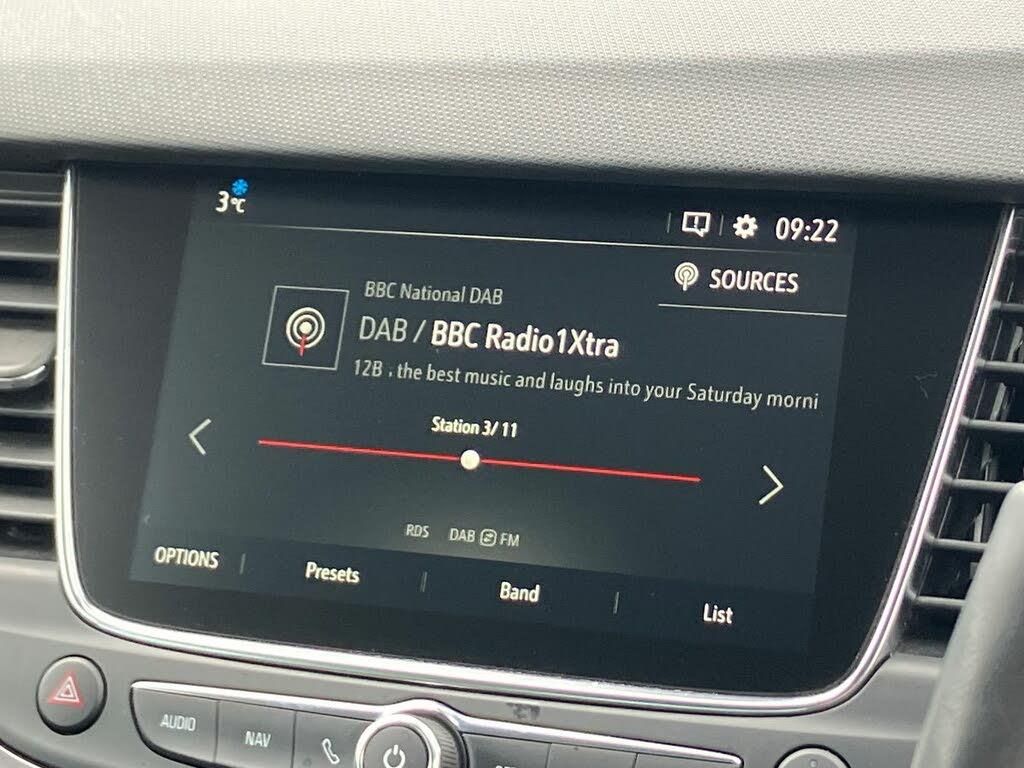 3°C
09:22
SOURCES
BBC National DAB
DAB / BBC Radio1Xtra
12B : the best music and laughs into your Saturday morni
Station 3/11
RDS DAB FM
OPTIONS Presets Band List
AUDIO NAV